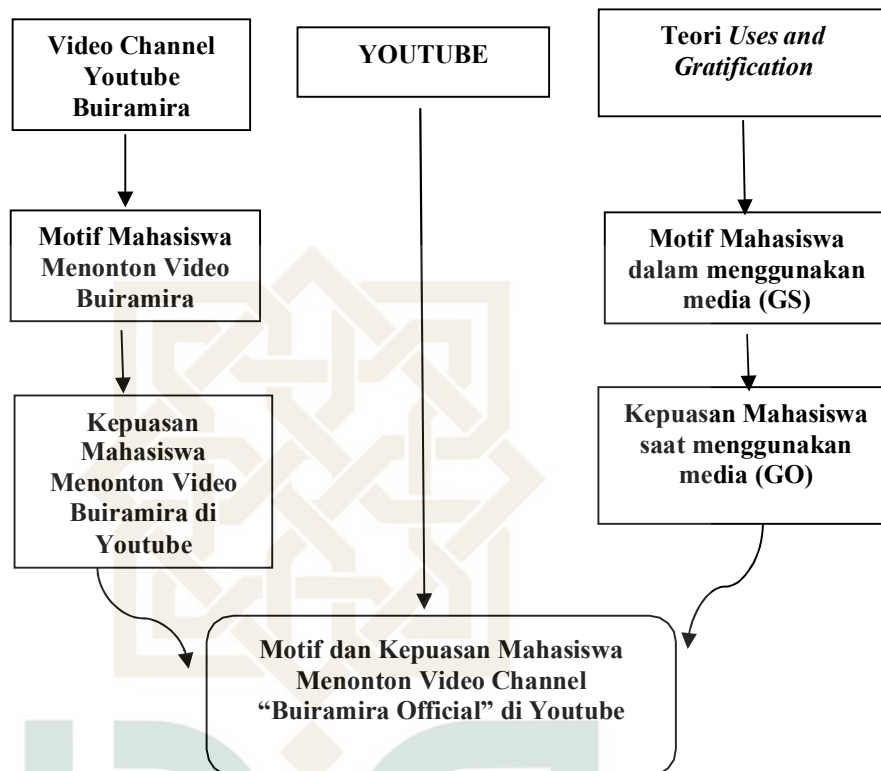 Video Channel
Youtube
Buiramira
YOUTUBE
Teori Uses and
Gratification
Motif Mahasiswa
Menonton Video
Buiramira
Motif Mahasiswa
dalam menggunakan
media (GS)
Kepuasan
Mahasiswa
Menonton Video
Buiramira di
Youtube
Kepuasan Mahasiswa
saat menggunakan
media (GO)
Motif dan Kepuasan Mahasiswa
Menonton Video Channel
“Buiramira Official” di Youtube